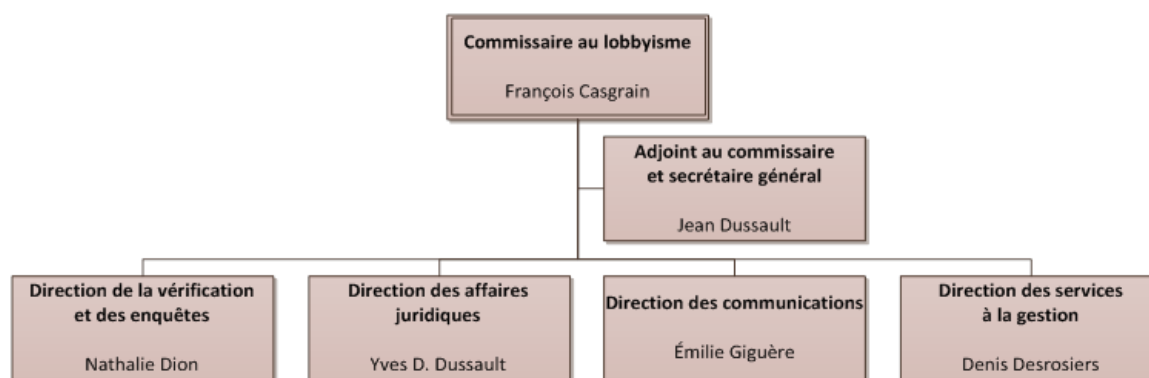 Commissaire au lobbyisme
François Casgrain
Adjoint au commissaire
et secrétaire général
Jean Dussault
Direction de la vérification
et des enquêtes
Nathalie Dion
Direction des affaires
juridiques
Yves D. Dussault
Direction des communications
Émilie Giguère
Direction des services
à la gestion
Denis Desrosiers